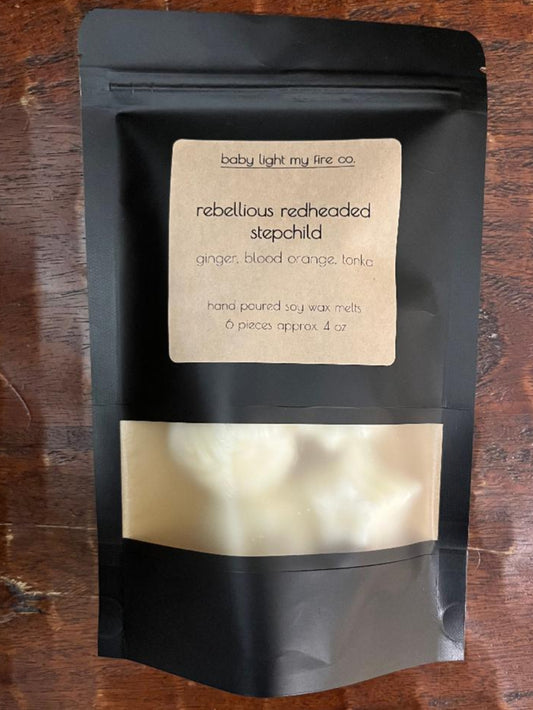 baby light my fire co.
rebellious redheaded
stepchild
ginger, blood orange, tonka
hand poured soy wax melts
6 pieces approx. 4 oz